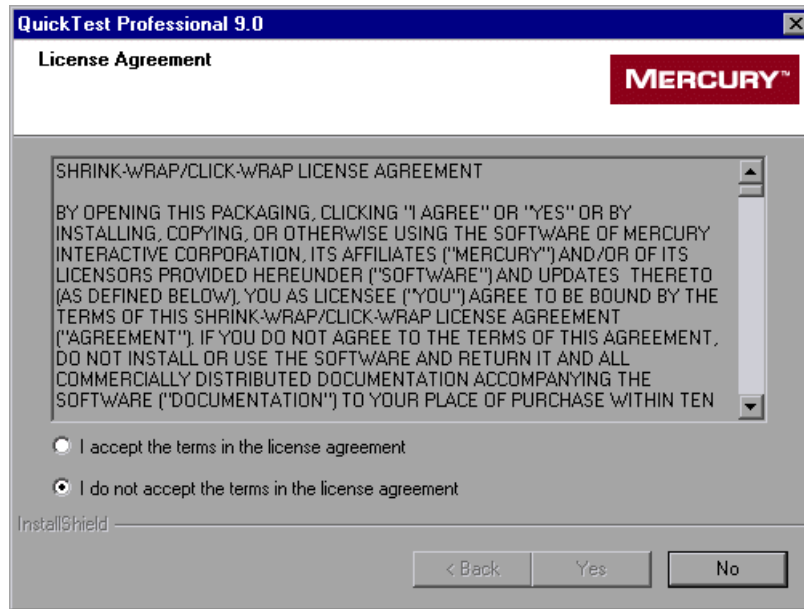 QuickTest Professional 9.0
License Agreement
MERCURY™
SHRINK-WRAP/CLICK-WRAP LICENSE AGREEMENT
BY OPENING THIS PACKAGING, CLICKING "I AGREE" OR "YES" OR BY
INSTALLING, COPYING, OR OTHERWISE USING THE SOFTWARE OF MERCURY
INTERACTIVE CORPORATION, ITS AFFILIATES ("MERCURY") AND/OR OF ITS
LICENSORS PROVIDED HEREUNDER ("SOFTWARE") AND UPDATES THERETO
(AS DEFINED BELOW), YOU AS LICENSEE ("YOU") AGREE TO BE BOUND BY THE
TERMS OF THIS SHRINK-WRAP/CLICK-WRAP LICENSE AGREEMENT
("AGREEMENT"). IF YOU DO NOT AGREE TO THE TERMS OF THIS AGREEMENT,
DO NOT INSTALL OR USE THE SOFTWARE AND RETURN IT AND ALL
COMMERCIALLY DISTRIBUTED DOCUMENTATION ACCOMPANYING THE
SOFTWARE ("DOCUMENTATION") TO YOUR PLACE OF PURCHASE WITHIN TEN
I accept the terms in the license agreement
I do not accept the terms in the license agreement
InstallShield
< Back Yes No